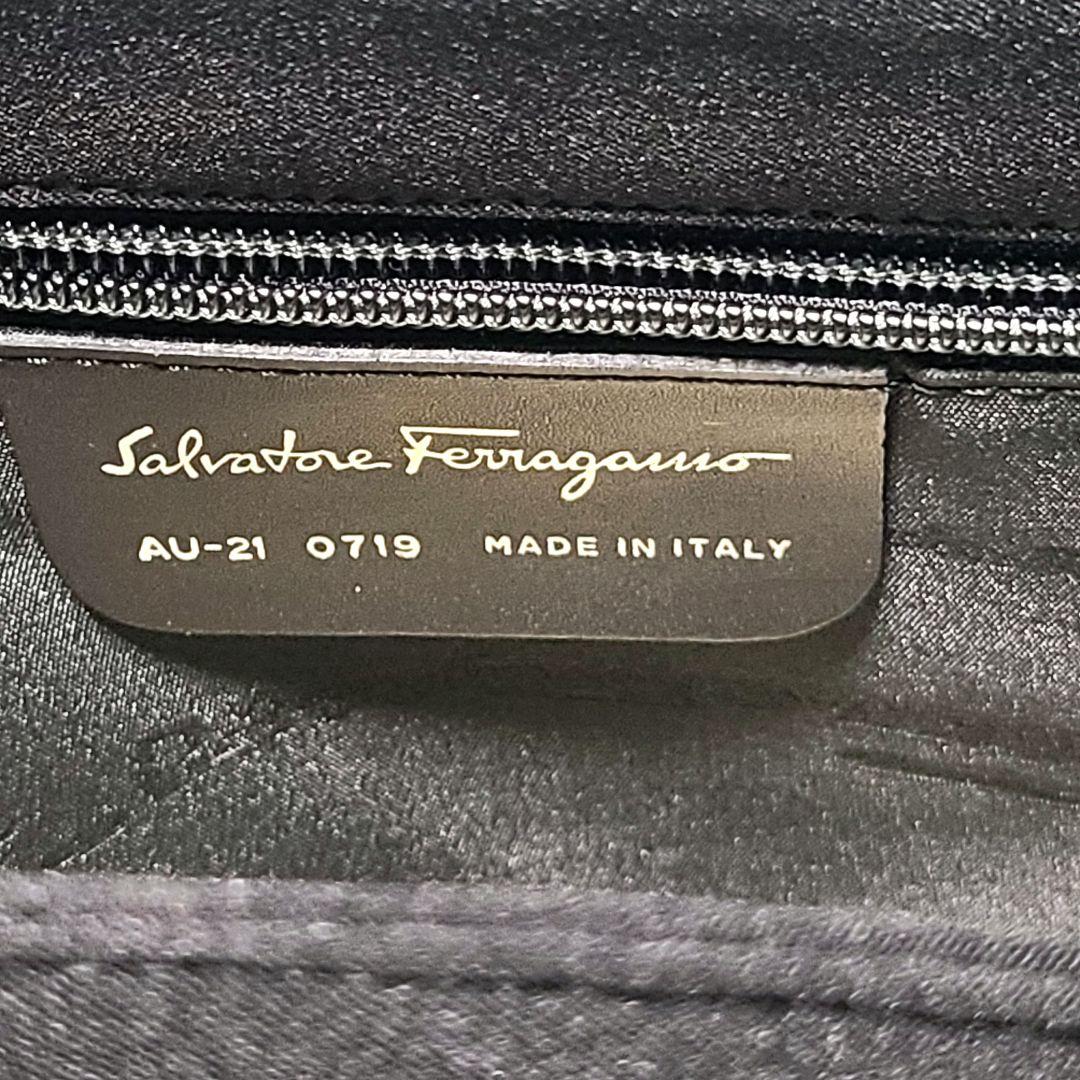 Salvatore Ferragamo
AU-21 0719 MADE IN ITALY